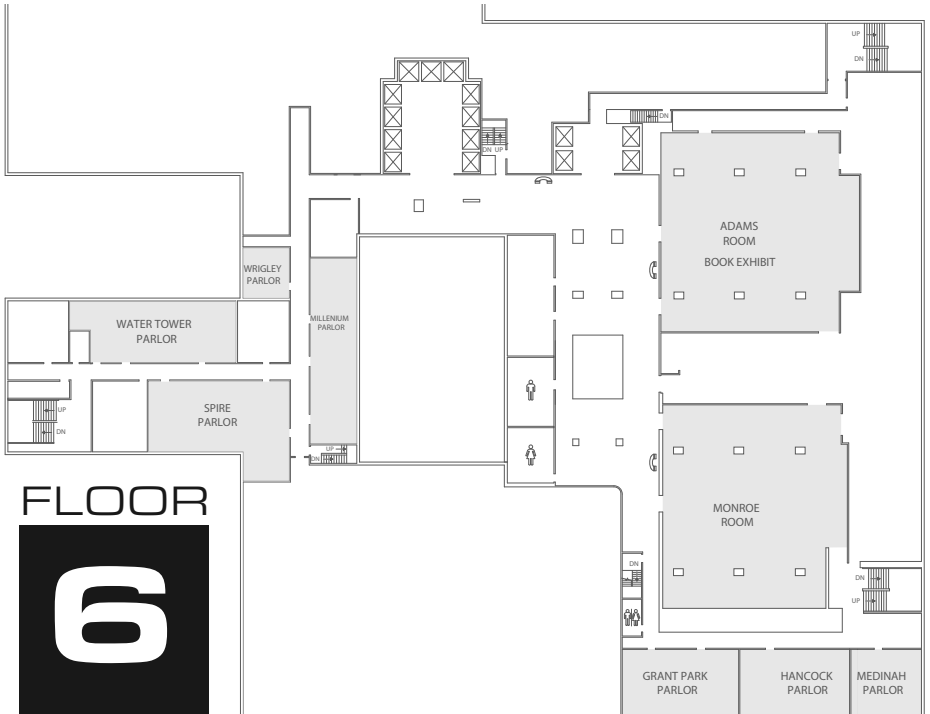 UP
DN
DN
DN UP
ADAMS
ROOM
BOOK EXHIBIT
WRIGLEY
PARLOR
MILLENIUM
PARLOR
WATER TOWER
PARLOR
SPIRE
PARLOR
UP
DN
UP
DN
MONROE
ROOM
FLOOR
6
DN
DN
UP
GRANT PARK
PARLOR
HANCOCK
PARLOR
MEDINAH
PARLOR